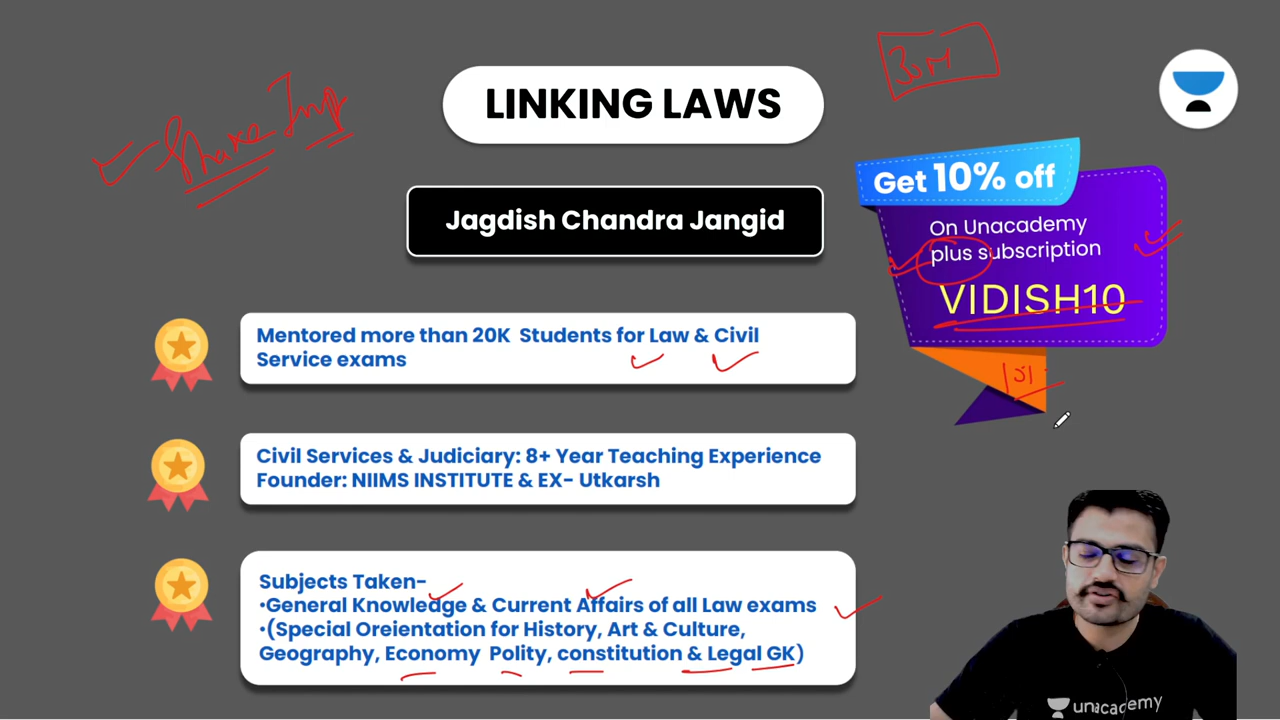 LINKING LAWS
Share Imp
Jagdish Chandra Jangid
Get 10% off
On Unacademy
plus subscription
VIDISH10
Mentored more than 20K Students for Law & Civil
Service exams
Civil Services & Judiciary: 8+ Year Teaching Experience
Founder: NIIMS INSTITUTE & EX- Utkarsh
Subjects Taken-
•General Knowledge & Current Affairs of all Law exams
•(Special Oreientation for History, Art & Culture,
Geography, Economy Polity, constitution & Legal GK)
unacademy